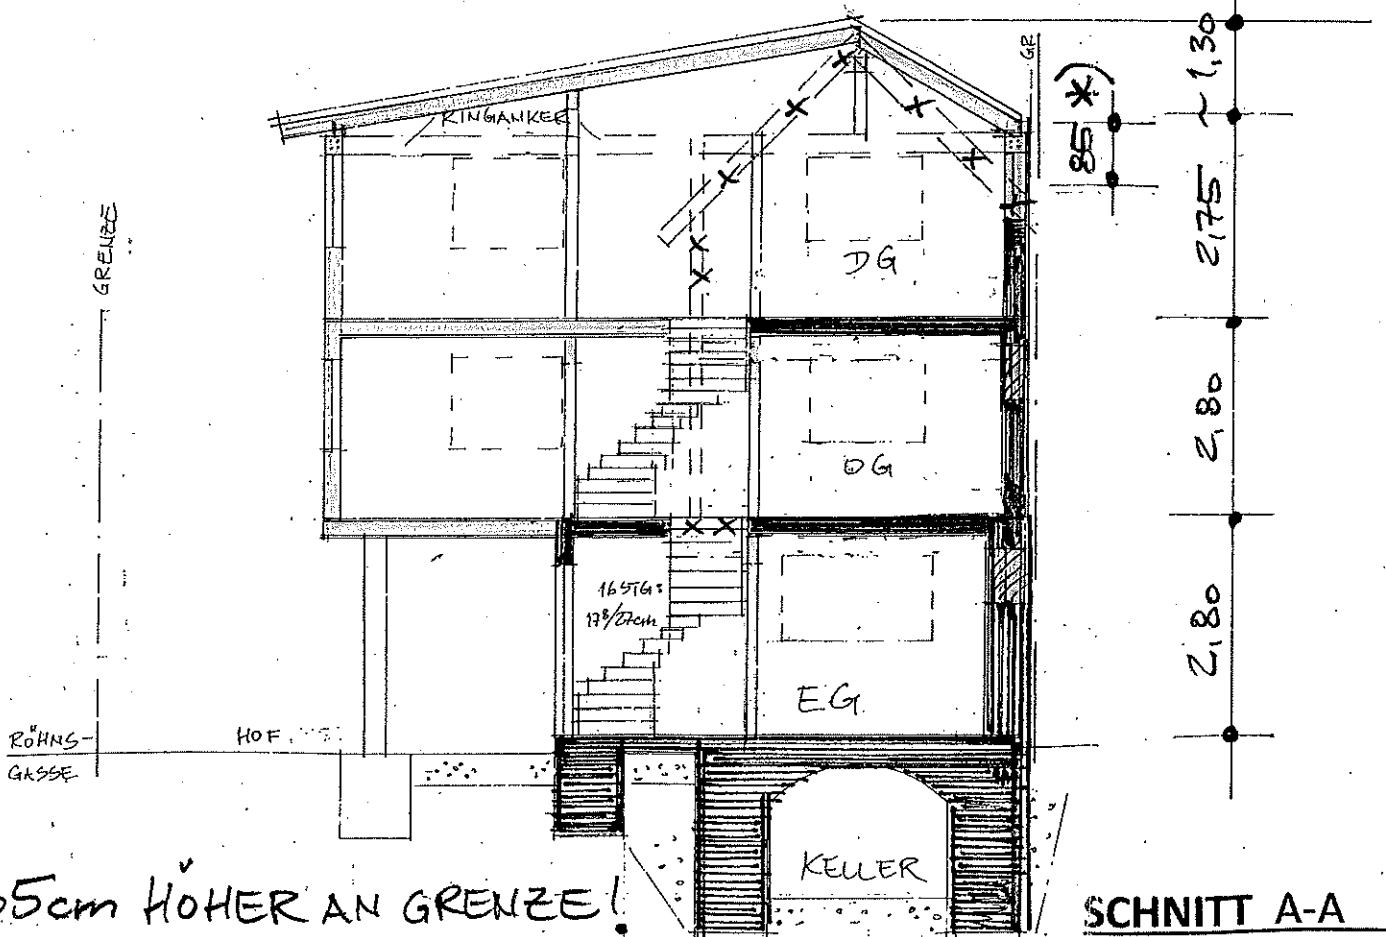 GR
~ 1,30
85 *)
RINGANKER
2,75
GRENZE
DG
2,80
OG
16 STG:
17⁸/27cm
2,80
EG
RÖHNS-
GASSE
HOF
KELLER
5cm HÖHER AN GRENZE!
SCHNITT A-A